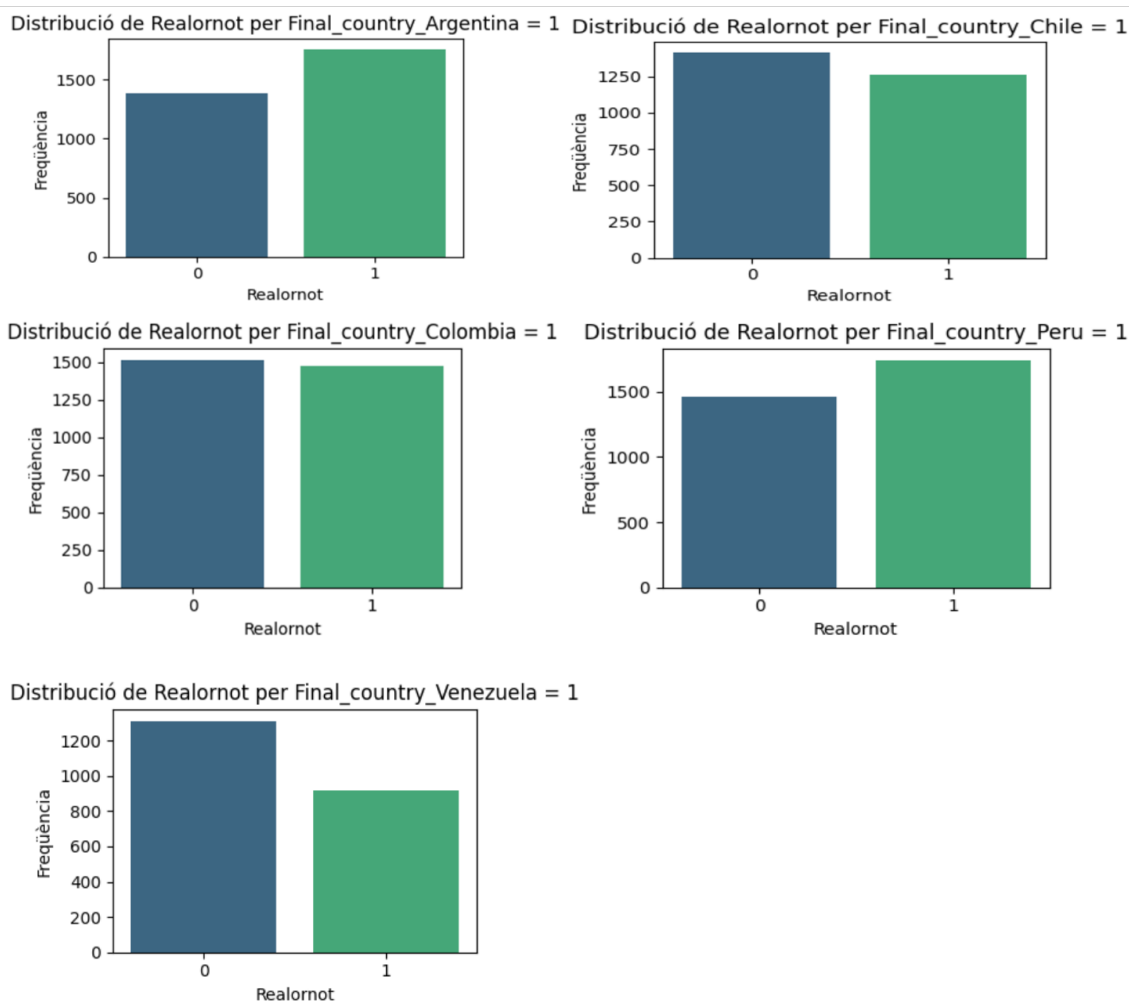 Distribució de Realornot per Final_country_Argentina = 1
1500
1000
500
0
Freqüència
0 1
Realornot
Distribució de Realornot per Final_country_Chile = 1
1250
1000
750
500
250
0
Freqüència
0 1
Realornot
Distribució de Realornot per Final_country_Colombia = 1
1500
1250
1000
750
500
250
0
Freqüència
0 1
Realornot
Distribució de Realornot per Final_country_Peru = 1
1500
1000
500
0
Freqüència
0 1
Realornot
Distribució de Realornot per Final_country_Venezuela = 1
1200
1000
800
600
400
200
0
Freqüència
0 1
Realornot